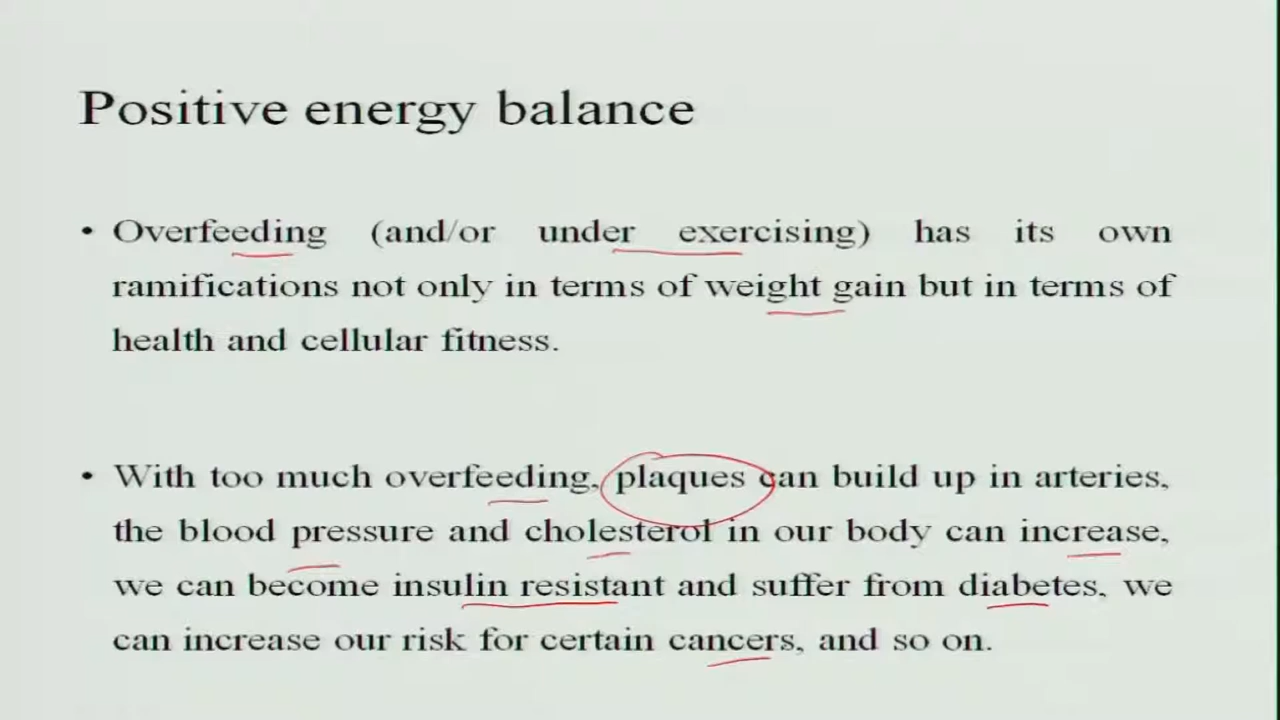 Positive energy balance
• Overfeeding (and/or under exercising) has its own
ramifications not only in terms of weight gain but in terms of
health and cellular fitness.
• With too much overfeeding, plaques can build up in arteries,
the blood pressure and cholesterol in our body can increase,
we can become insulin resistant and suffer from diabetes, we
can increase our risk for certain cancers, and so on.